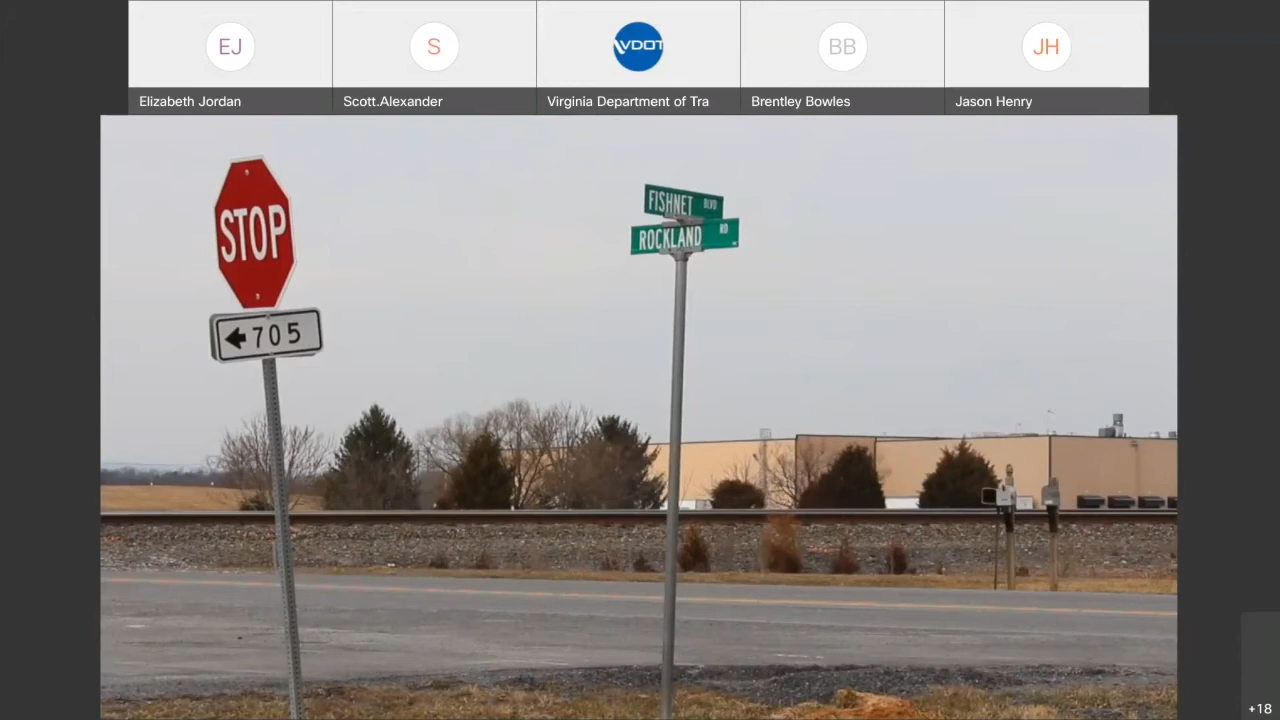 EJ
S
VDOT
BB
JH
Elizabeth Jordan
Scott.Alexander
Virginia Department of Tra
Brentley Bowles
Jason Henry
STOP
705
FISHNET BLVD
ROCKLAND RD
+18